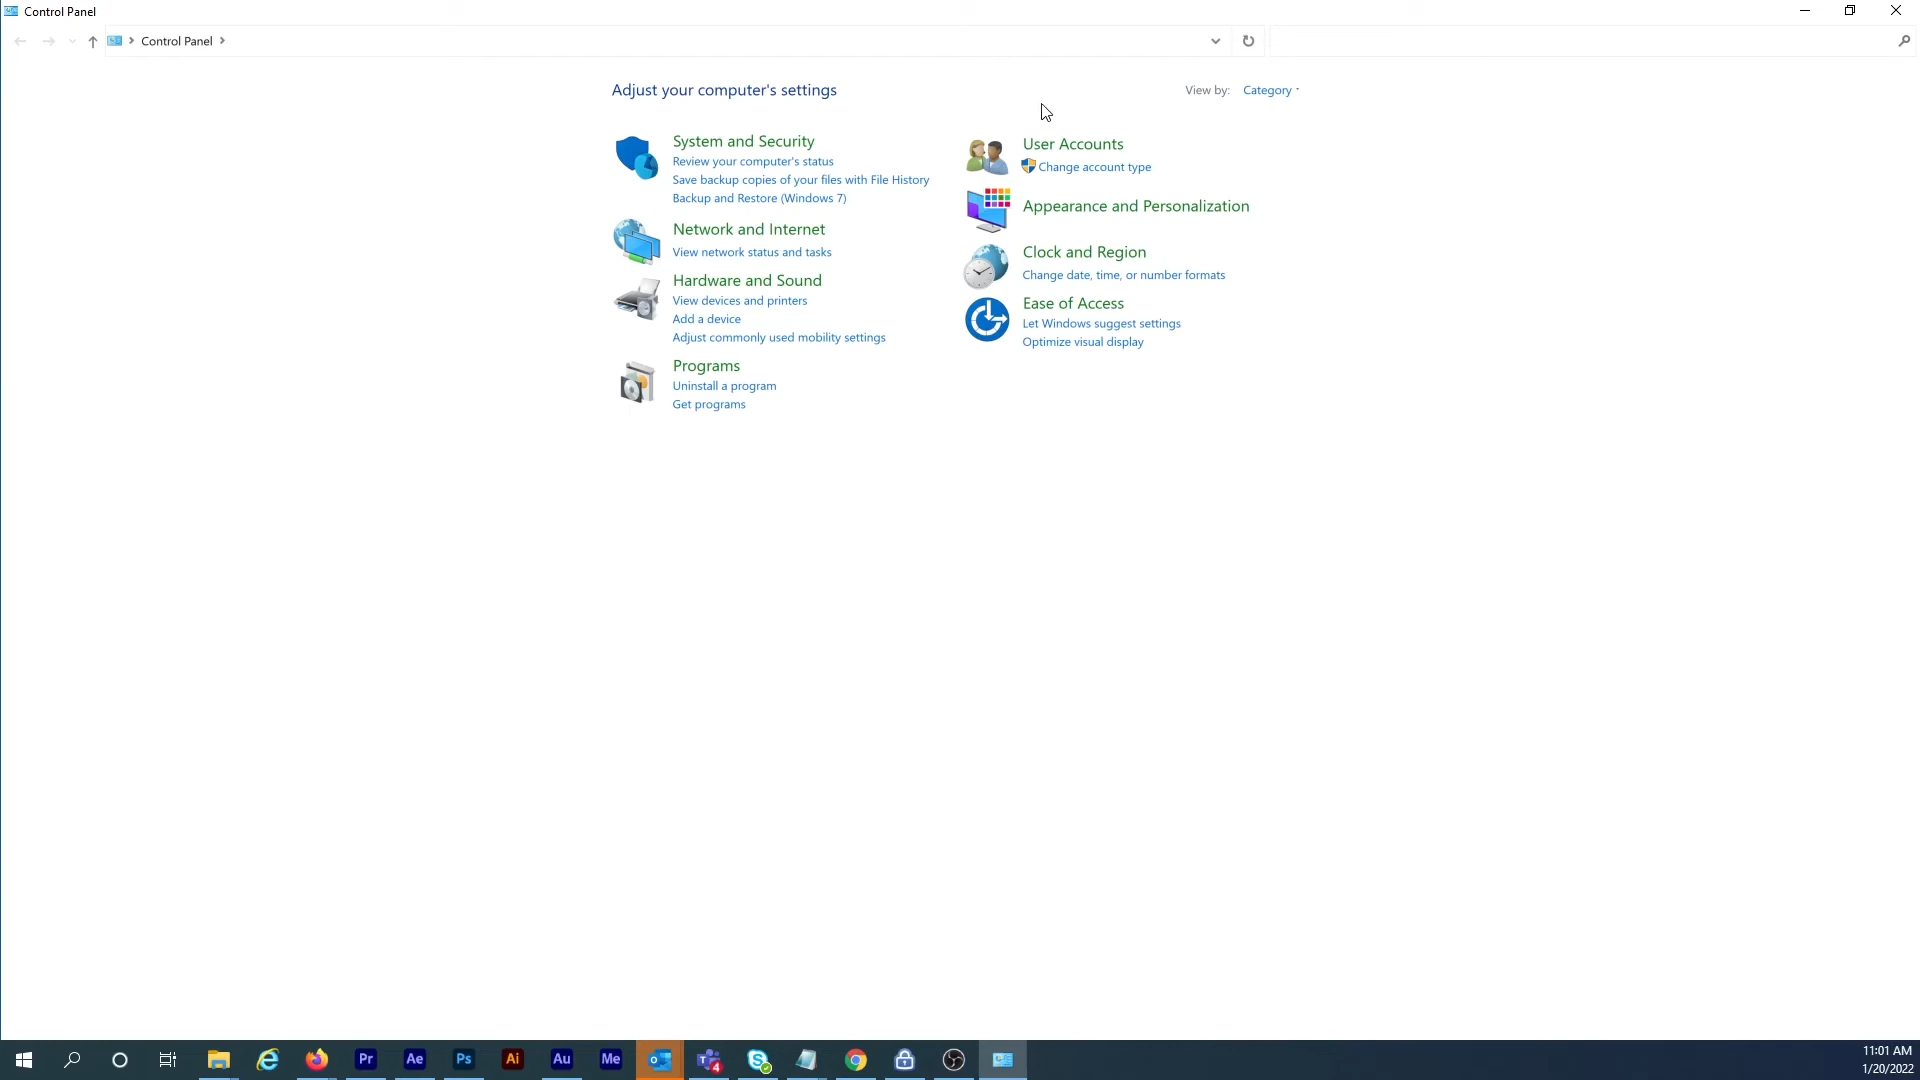 Control Panel
Control Panel
Adjust your computer's settings
View by: Category
System and Security
Review your computer's status
Save backup copies of your files with File History
Backup and Restore (Windows 7)
Network and Internet
View network status and tasks
Hardware and Sound
View devices and printers
Add a device
Adjust commonly used mobility settings
Programs
Uninstall a program
Get programs
User Accounts
Change account type
Appearance and Personalization
Clock and Region
Change date, time, or number formats
Ease of Access
Let Windows suggest settings
Optimize visual display
Pr
Ae
Ps
Ai
Au
Me
O
T
4
S
11:01 AM
1/20/2022